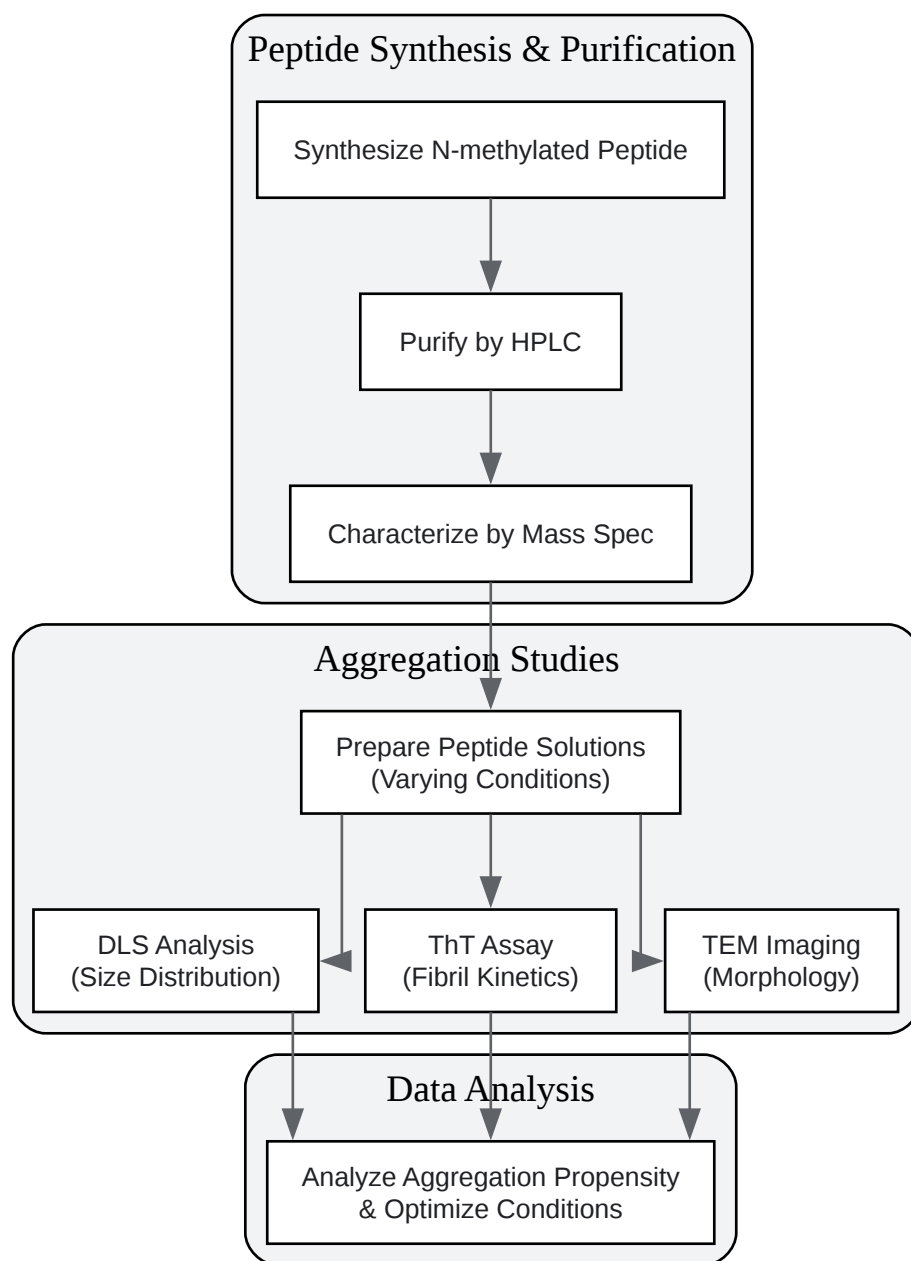 Peptide Synthesis & Purification
Synthesize N-methylated Peptide
Purify by HPLC
Characterize by Mass Spec
Aggregation Studies
Prepare Peptide Solutions
(Varying Conditions)
DLS Analysis
(Size Distribution)
ThT Assay
(Fibril Kinetics)
TEM Imaging
(Morphology)
Data Analysis
Analyze Aggregation Propensity
& Optimize Conditions